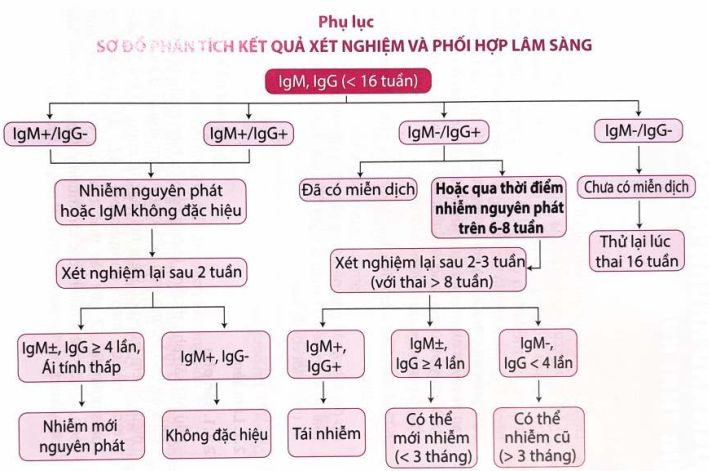 Phụ lục
SƠ ĐỒ PHÂN TÍCH KẾT QUẢ XÉT NGHIỆM VÀ PHỐI HỢP LÂM SÀNG
IgM, IgG (< 16 tuần)
IgM+/IgG-
IgM+/IgG+
IgM-/IgG+
IgM-/IgG-
Nhiễm nguyên phát
hoặc IgM không đặc hiệu
Đã có miễn dịch
Hoặc qua thời điểm
nhiễm nguyên phát
trên 6-8 tuần
Chưa có miễn dịch
Thử lại lúc
thai 16 tuần
Xét nghiệm lại sau 2 tuần
Xét nghiệm lại sau 2-3 tuần
(với thai > 8 tuần)
IgM±, IgG ≥ 4 lần,
Ái tính thấp
IgM+, IgG-
IgM+,
IgG+
IgM±,
IgG ≥ 4 lần
IgM-,
IgG < 4 lần
Nhiễm mới
nguyên phát
Không đặc hiệu
Tái nhiễm
Có thể
mới nhiễm
(< 3 tháng)
Có thể
nhiễm cũ
(> 3 tháng)